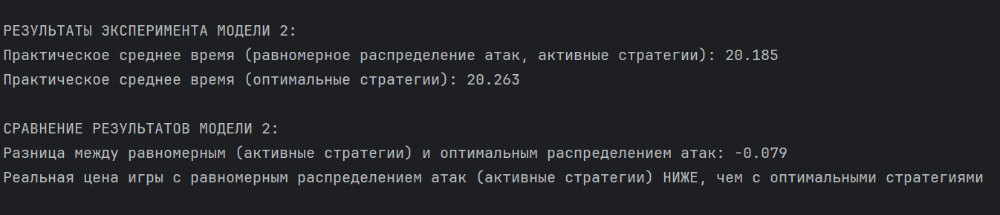 РЕЗУЛЬТАТЫ ЭКСПЕРИМЕНТА МОДЕЛИ 2:
Практическое среднее время (равномерное распределение атак, активные стратегии): 20.185
Практическое среднее время (оптимальные стратегии): 20.263
СРАВНЕНИЕ РЕЗУЛЬТАТОВ МОДЕЛИ 2:
Разница между равномерным (активные стратегии) и оптимальным распределением атак: -0.079
Реальная цена игры с равномерным распределением атак (активные стратегии) НИЖЕ, чем с оптимальными стратегиями